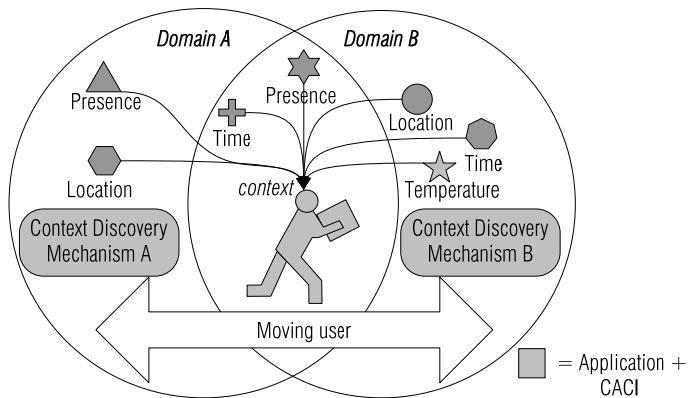 Domain A
Domain B
Presence
Presence
Time
Location
Time
Location
context
Temperature
Context Discovery
Mechanism A
Context Discovery
Mechanism B
Moving user
= Application +
CACI